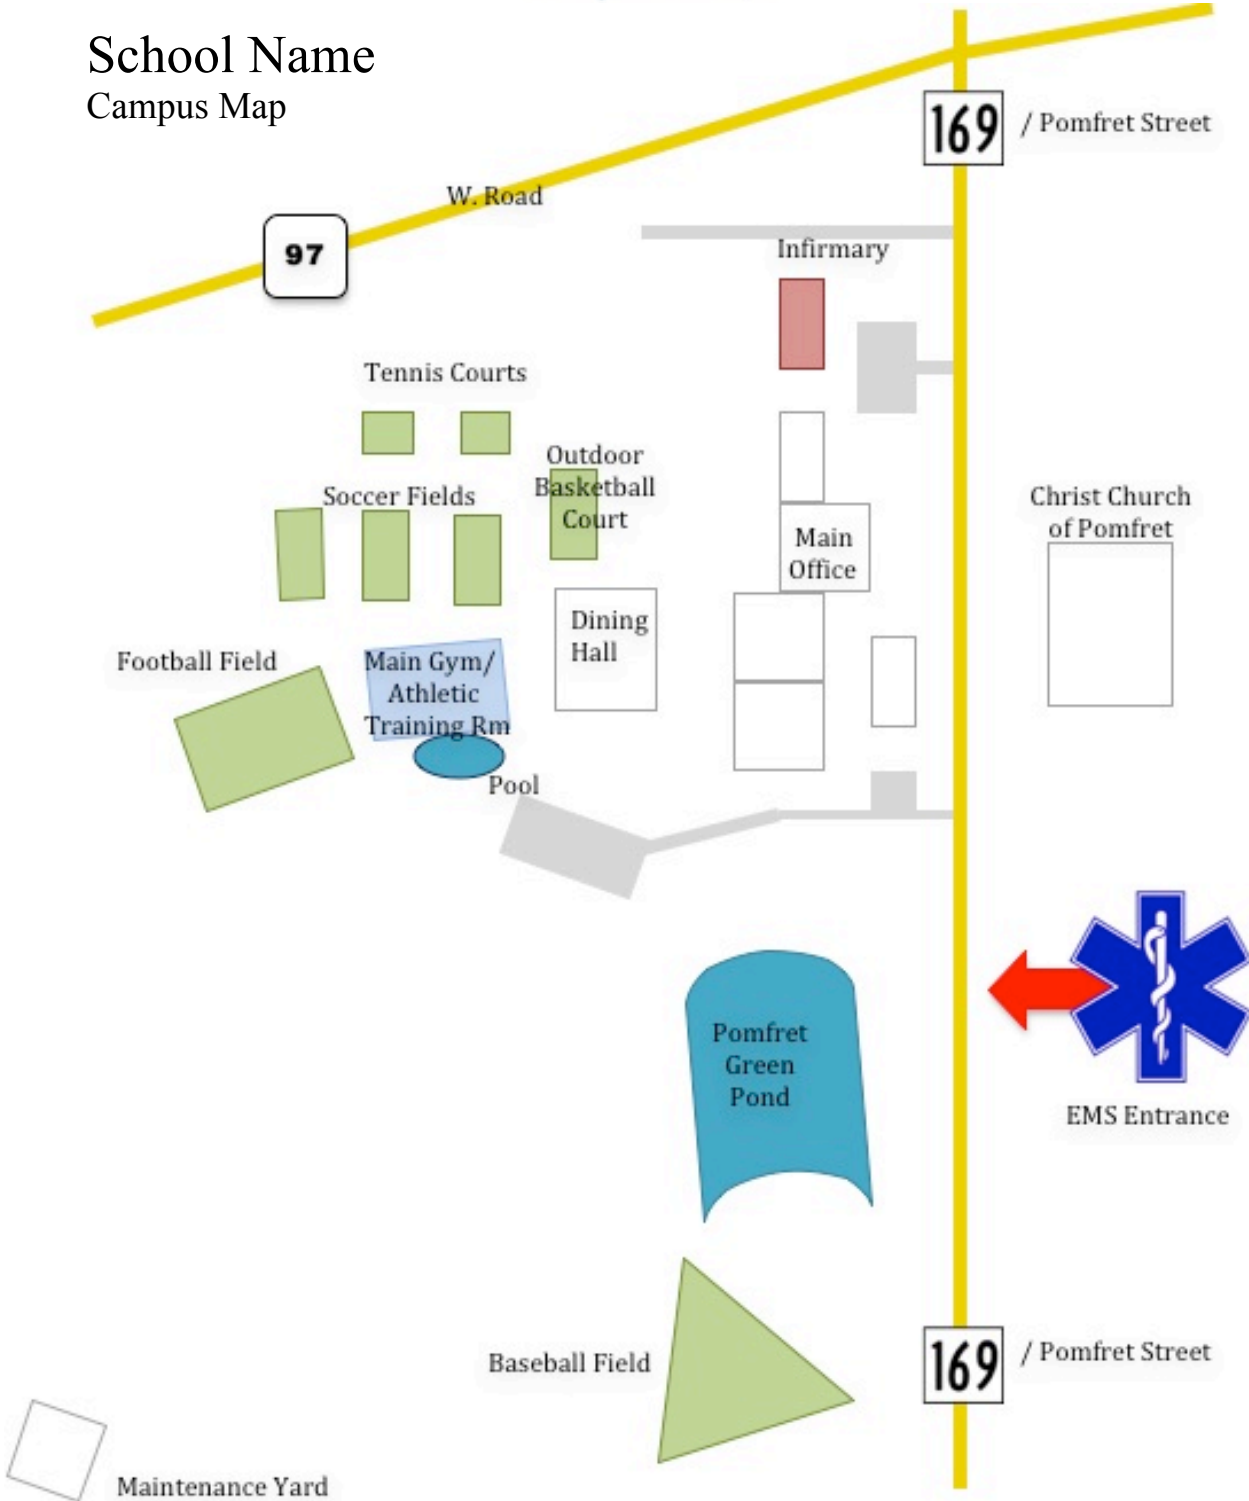 School Name
Campus Map
169
/ Pomfret Street
W. Road
97
Infirmary
Tennis Courts
Outdoor
Basketball
Court
Soccer Fields
Christ Church
of Pomfret
Main
Office
Dining
Hall
Football Field
Main Gym/
Athletic
Training Rm
Pool
Pomfret
Green
Pond
EMS Entrance
169
/ Pomfret Street
Baseball Field
Maintenance Yard